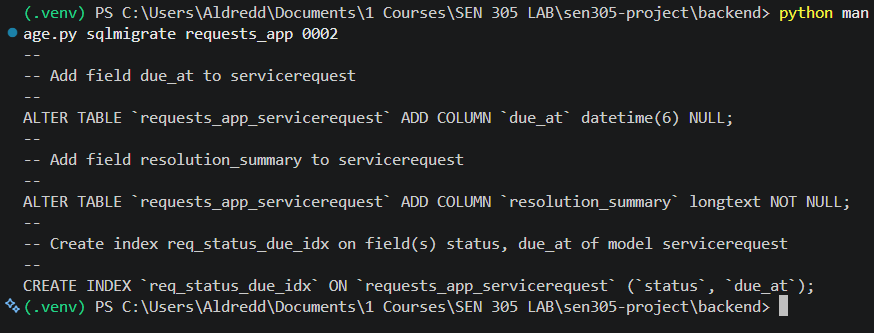 (.venv) PS C:\Users\Aldredd\Documents\1 Courses\SEN 305 LAB\sen305-project\backend> python man
age.py sqlmigrate requests_app 0002
--
-- Add field due_at to servicerequest
--
ALTER TABLE `requests_app_servicerequest` ADD COLUMN `due_at` datetime(6) NULL;
--
-- Add field resolution_summary to servicerequest
--
ALTER TABLE `requests_app_servicerequest` ADD COLUMN `resolution_summary` longtext NOT NULL;
--
-- Create index req_status_due_idx on field(s) status, due_at of model servicerequest
--
CREATE INDEX `req_status_due_idx` ON `requests_app_servicerequest` (`status`, `due_at`);
(.venv) PS C:\Users\Aldredd\Documents\1 Courses\SEN 305 LAB\sen305-project\backend>